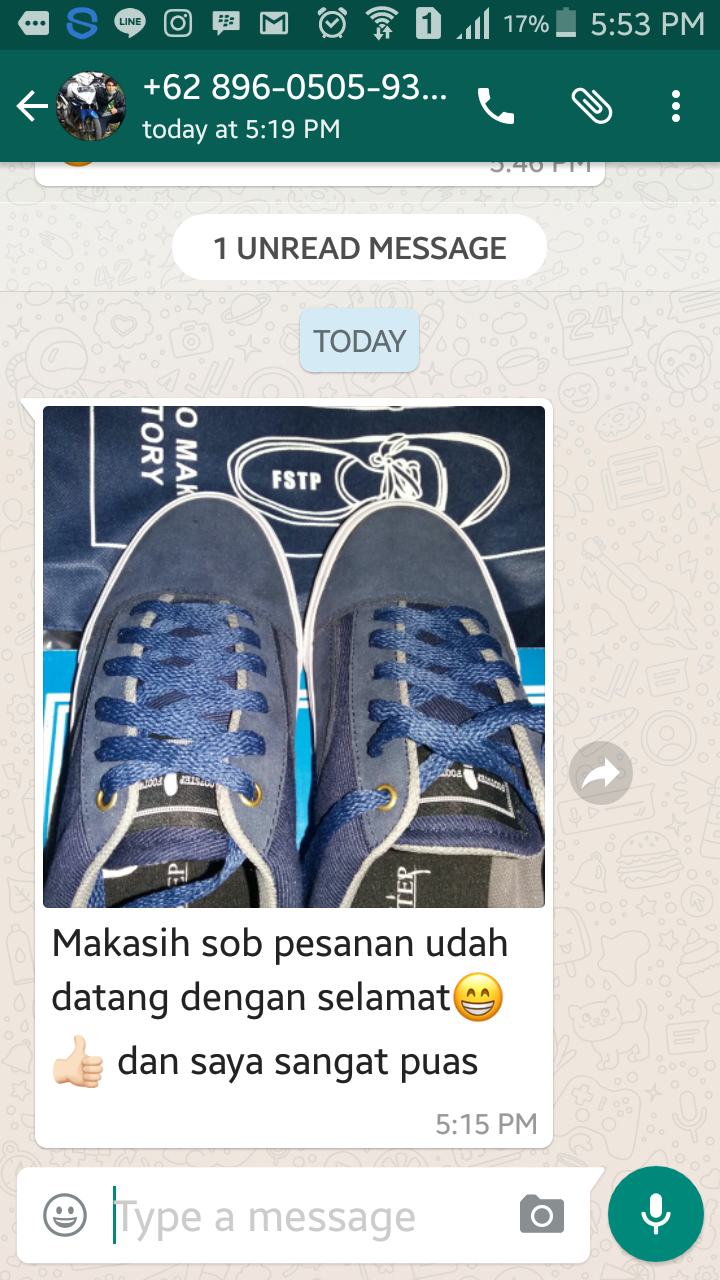 LINE
1
17%
5:53 PM
+62 896-0505-93...
today at 5:19 PM
5:46 PM
1 UNREAD MESSAGE
TODAY
O MAK
TORY
FSTP
Makasih sob pesanan udah
datang dengan selamat😁
👍🏻 dan saya sangat puas
5:15 PM
Type a message